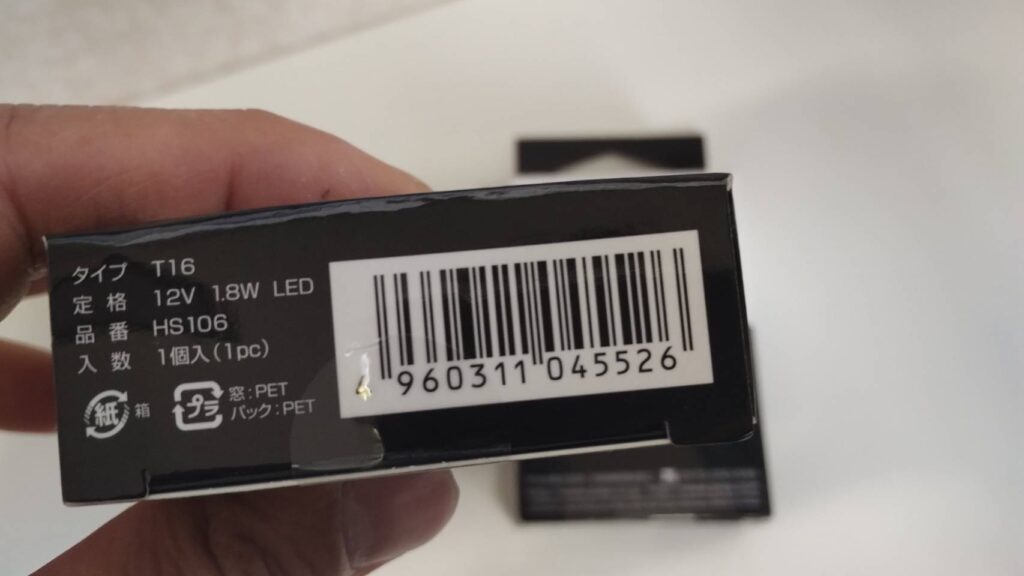 タイプ T16
定格 12V 1.8W LED
品番 HS106
入数 1個入(1pc)
紙 箱
プラ 窓:PET
パック:PET
960311 045526